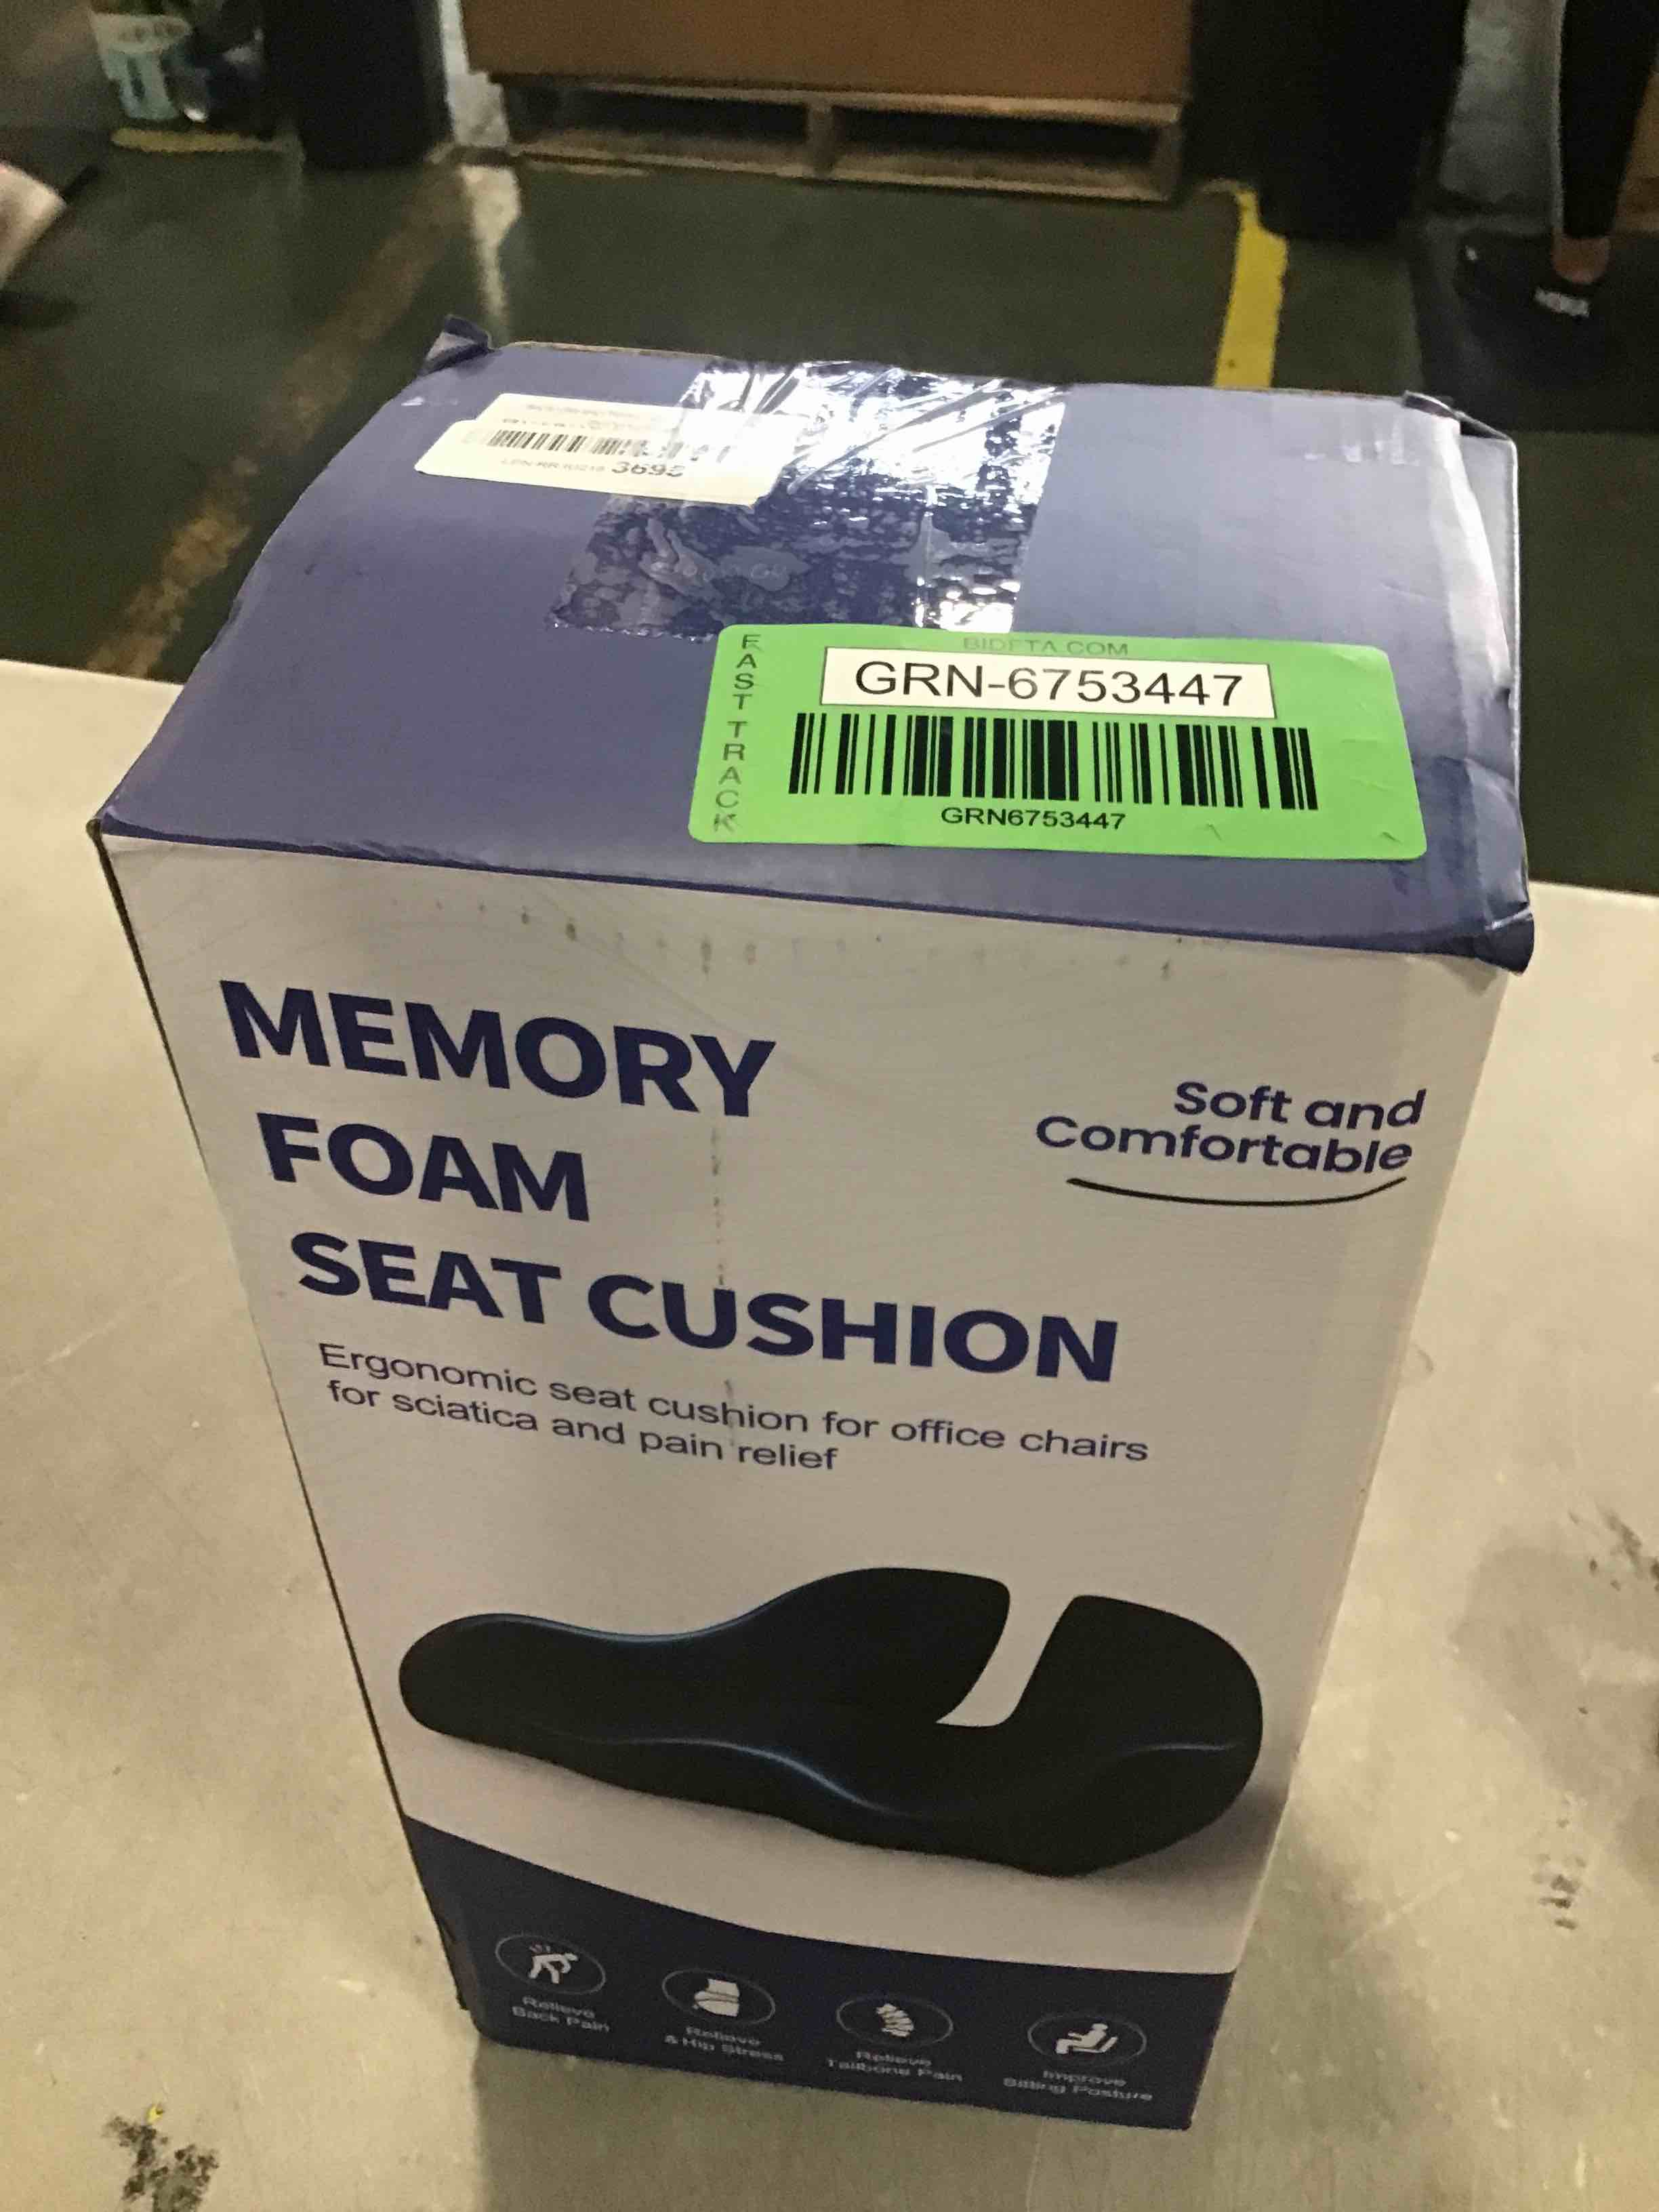 3695
BIDFTA.COM
FAST TRACK
GRN-6753447
GRN6753447
MEMORY
FOAM
SEAT CUSHION
Soft and
Comfortable
Ergonomic seat cushion for office chairs
for sciatica and pain relief
Relieve
Back Pain
Relieve
& Hip Stress
Relieve
Tailbone Pain
Improve
Sitting Posture